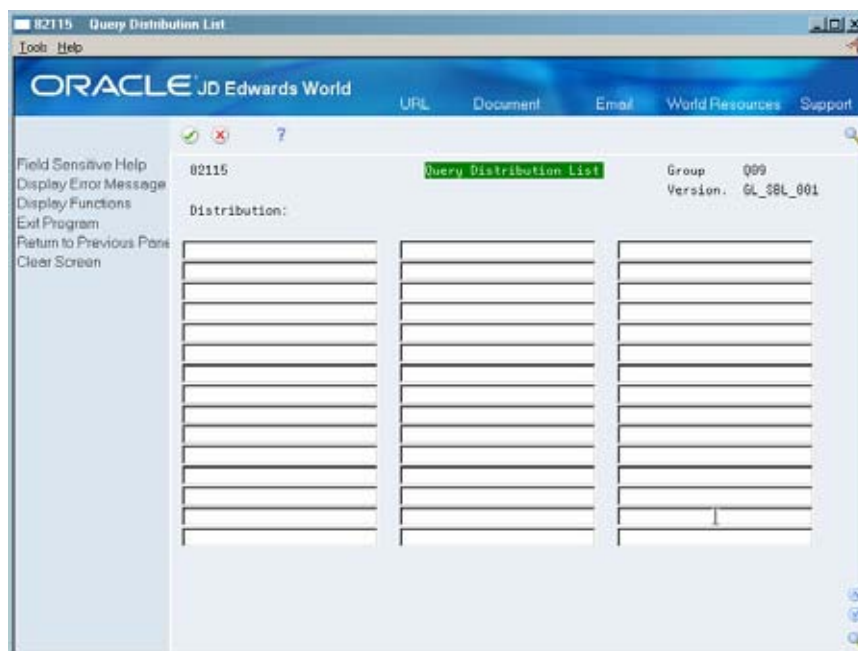 82115 Query Distribution List
Tools Help
ORACLE JD Edwards World
URL Document Email World Resources Support
?
Field Sensitive Help
Display Error Message
Display Functions
Exit Program
Return to Previous Pane
Clear Screen
82115 Query Distribution List Group Q09
Version. GL_SBL_001
Distribution: